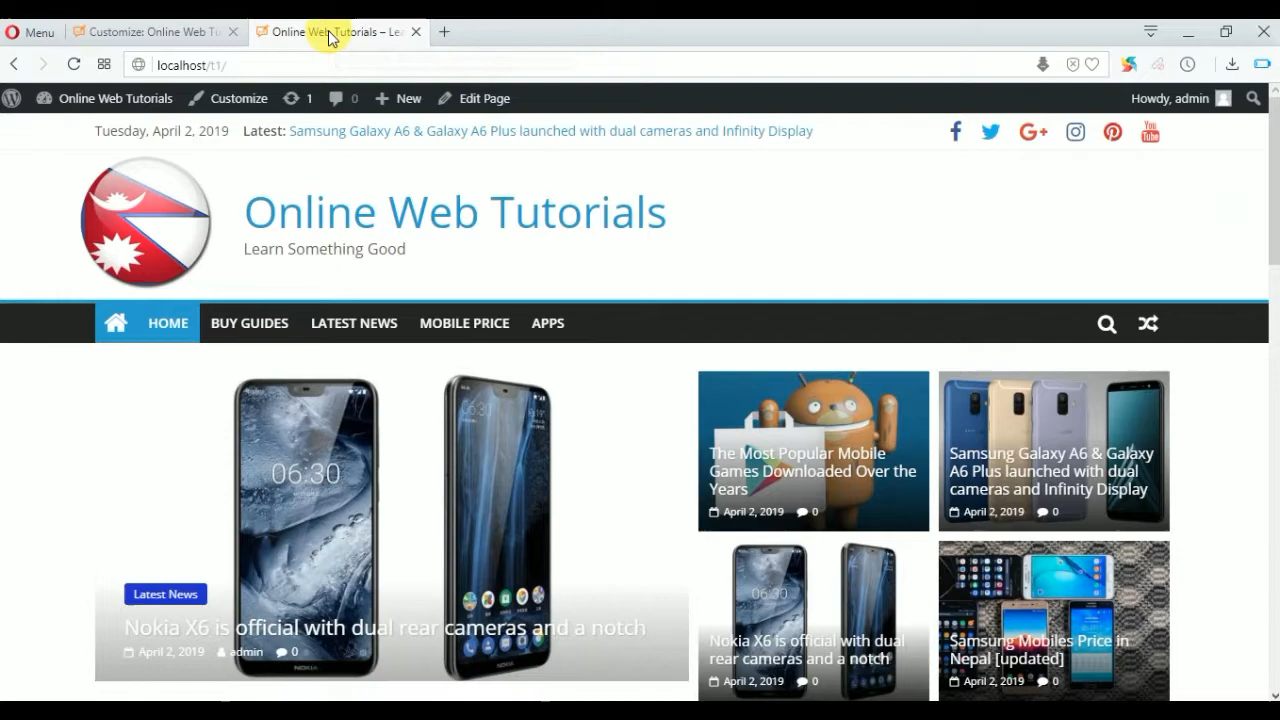 Menu
Customize: Online Web Tu
Online Web Tutorials – Lea
localhost/t1/
Online Web Tutorials
Customize
1
0
New
Edit Page
Howdy, admin
Tuesday, April 2, 2019
Latest: Samsung Galaxy A6 & Galaxy A6 Plus launched with dual cameras and Infinity Display
You
Tube
Online Web Tutorials
Learn Something Good
HOME
BUY GUIDES
LATEST NEWS
MOBILE PRICE
APPS
06:30
Latest News
Nokia X6 is official with dual rear cameras and a notch
April 2, 2019
admin
0
NOKIA
The Most Popular Mobile
Games Downloaded Over the
Years
April 2, 2019
0
Samsung Galaxy A6 & Galaxy
A6 Plus launched with dual
cameras and Infinity Display
April 2, 2019
0
06:30
Nokia X6 is official with dual
rear cameras and a notch
April 2, 2019
0
Samsung Mobiles Price in
Nepal [updated]
April 2, 2019
0